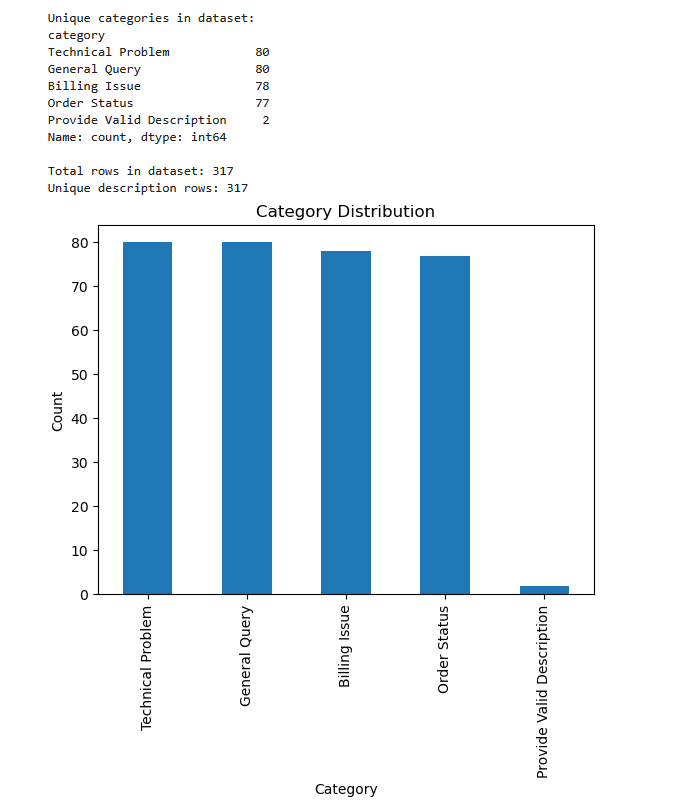 Unique categories in dataset:
category
Technical Problem 80
General Query 80
Billing Issue 78
Order Status 77
Provide Valid Description 2
Name: count, dtype: int64
Total rows in dataset: 317
Unique description rows: 317
Category Distribution
80
70
60
50
40
30
20
10
0
Count
Technical Problem
General Query
Billing Issue
Order Status
Provide Valid Description
Category